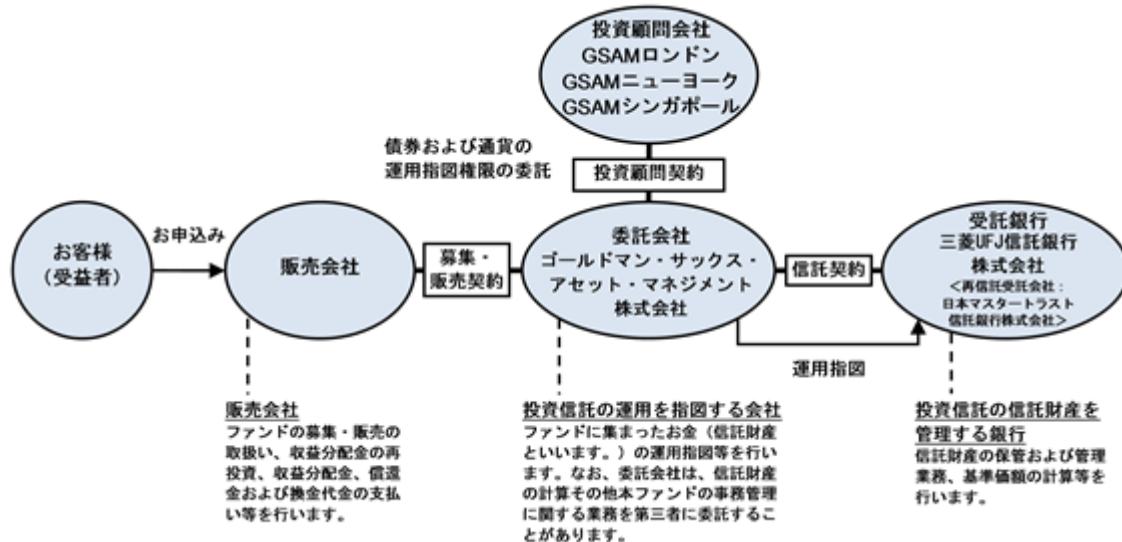 投資顧問会社
GSAMロンドン
GSAMニューヨーク
GSAMシンガポール
債券および通貨の
運用指図権限の委託
投資顧問契約
お客様
（受益者）
お申込み
販売会社
募集・
販売契約
委託会社
ゴールドマン・サックス・
アセット・マネジメント
株式会社
信託契約
受託銀行
三菱UFJ信託銀行
株式会社
＜再信託受託会社：
日本マスタートラスト
信託銀行株式会社＞
運用指図
販売会社
ファンドの募集・販売の
取扱い、収益分配金の再
投資、収益分配金、償還
金および換金代金の支払
い等を行います。
投資信託の運用を指図する会社
ファンドに集まったお金（信託財産
といいます。）の運用指図等を行い
ます。なお、委託会社は、信託財産
の計算その他本ファンドの事務管理
に関する業務を第三者に委託するこ
とがあります。
投資信託の信託財産を
管理する銀行
信託財産の保管および管理
業務、基準価額の計算等を
行います。